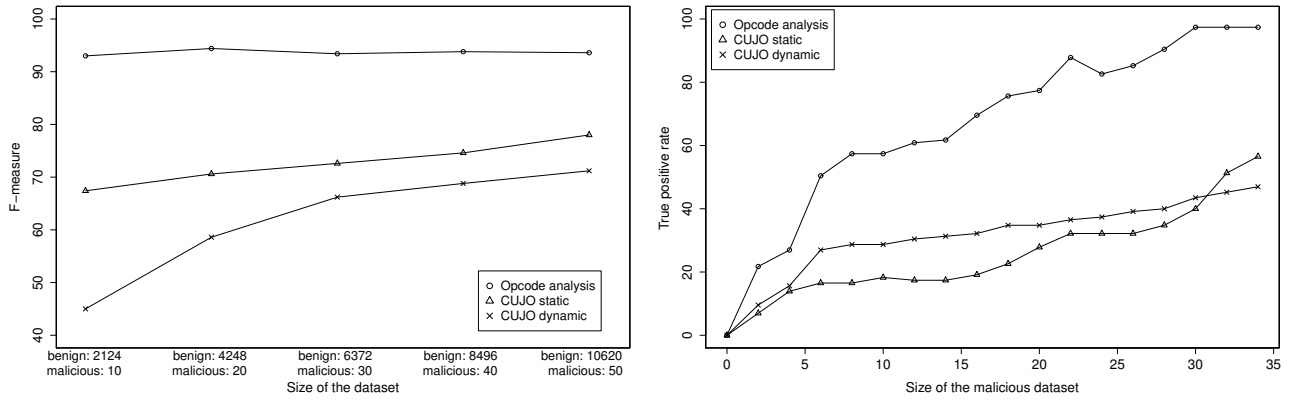 F−measure
100
90
80
70
60
50
40
Opcode analysis
CUJO static
CUJO dynamic
benign: 2124
malicious: 10
benign: 4248
malicious: 20
benign: 6372
malicious: 30
benign: 8496
malicious: 40
benign: 10620
malicious: 50
Size of the dataset
True positive rate
100
80
60
40
20
0
Opcode analysis
CUJO static
CUJO dynamic
0
5
10
15
20
25
30
35
Size of the malicious dataset